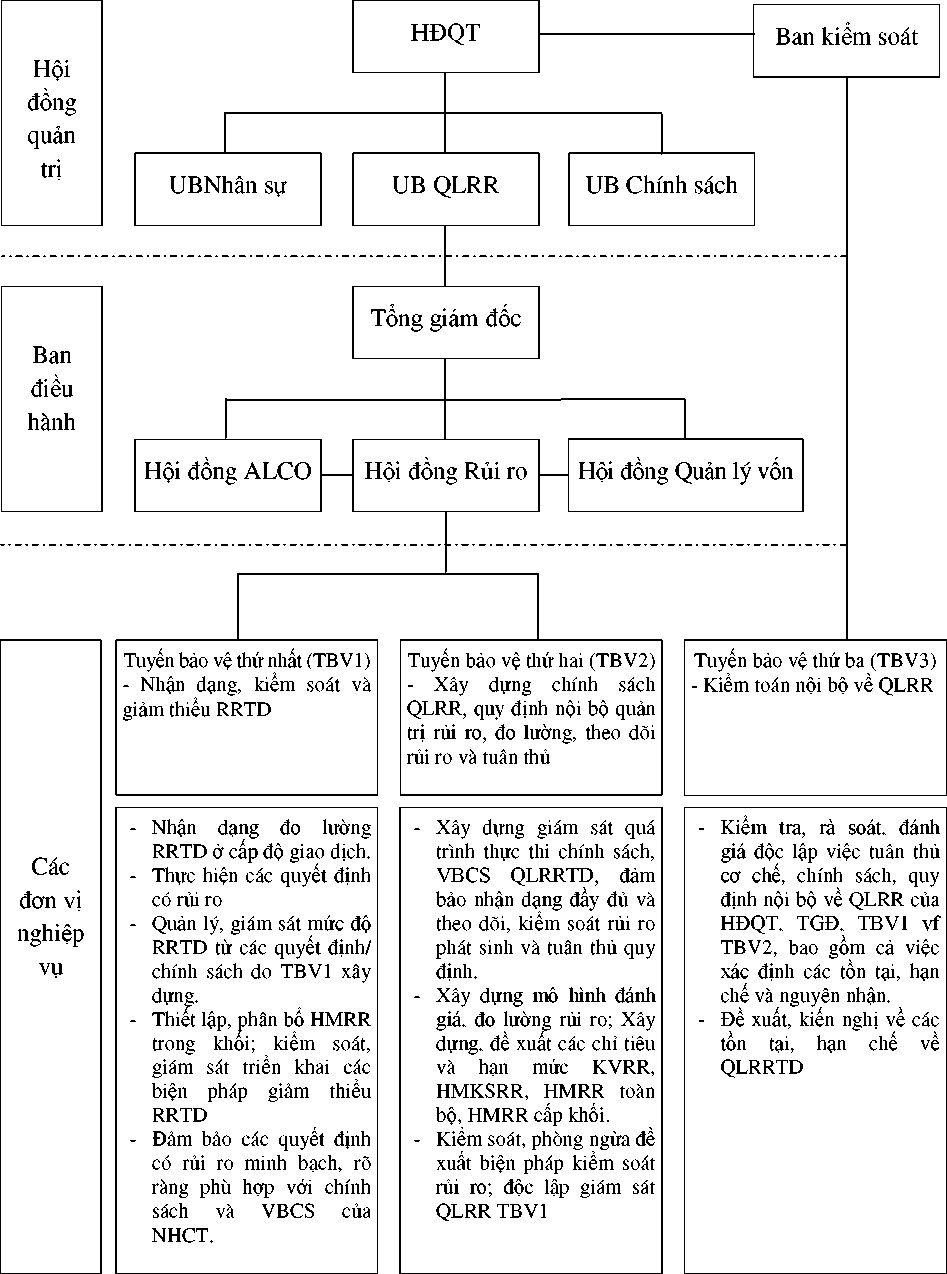 HĐQT
Ban kiểm soát
Hội
đồng
quản
trị
UBNhân sự
UB QLRR
UB Chính sách
Tổng giám đốc
Ban
điều
hành
Hội đồng ALCO
Hội đồng Rủi ro
Hội đồng Quản lý vốn
Tuyến bảo vệ thứ nhất (TBV1)
- Nhận dạng, kiểm soát và
giảm thiểu RRTD
Tuyến bảo vệ thứ hai (TBV2)
- Xây dựng chính sách
QLRR, quy định nội bộ quản
trị rủi ro, đo lường, theo dõi
rủi ro và tuân thủ
Tuyến bảo vệ thứ ba (TBV3)
- Kiểm toán nội bộ về QLRR
Các
đơn vị
nghiệp
vụ
- Nhận dạng đo lường
RRTD ở cấp độ giao dịch.
- Thực hiện các quyết định
có rủi ro
- Quản lý, giám sát mức độ
RRTD từ các quyết định/
chính sách do TBV1 xây
dựng.
- Thiết lập, phân bổ HMRR
trong khối; kiểm soát,
giám sát triển khai các
biện pháp giảm thiểu
RRTD
- Đảm bảo các quyết định
có rủi ro minh bạch, rõ
ràng phù hợp với chính
sách và VBCS của
NHCT.
- Xây dựng giám sát quá
trình thực thi chính sách,
VBCS QLRRTD, đảm
bảo nhận dạng đầy đủ và
theo dõi, kiểm soát rủi ro
phát sinh và tuân thủ quy
định.
- Xây dựng mô hình đánh
giá, đo lường rủi ro; Xây
dựng, đề xuất các chỉ tiêu
và hạn mức KVRR,
HMKSRR, HMRR toàn
bộ, HMRR cấp khối.
- Kiểm soát, phòng ngừa đề
xuất biện pháp kiểm soát
rủi ro; độc lập giám sát
QLRR TBV1
- Kiểm tra, rà soát, đánh
giá độc lập việc tuân thủ
cơ chế, chính sách, quy
định nội bộ về QLRR của
HĐQT, TGĐ, TBV1 vf
TBV2, bao gồm cả việc
xác định các tồn tại, hạn
chế và nguyên nhận.
- Đề xuất, kiến nghị về các
tồn tại, hạn chế về
QLRRTD